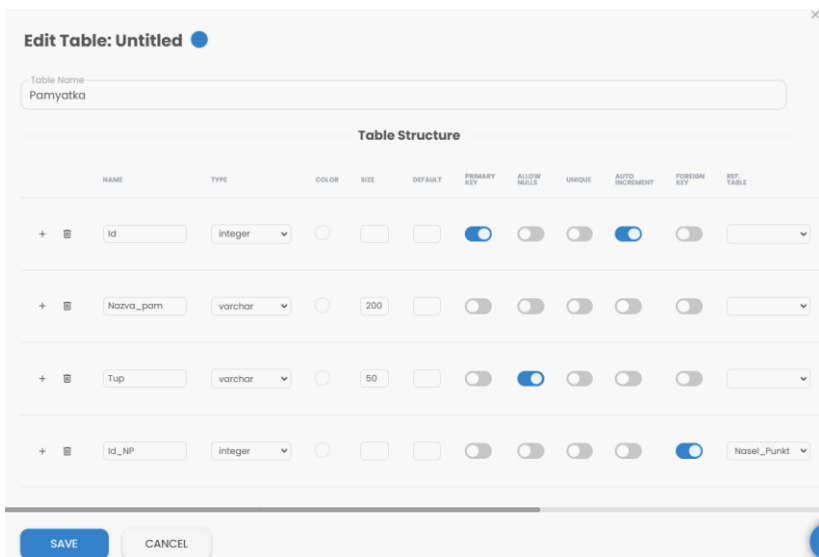 Edit Table: Untitled
Table Name
Pamyatka
Table Structure
NAME TYPE COLOR SIZE DEFAULT PRIMARY KEY ALLOW NULLS UNIQUE AUTO INCREMENT FOREIGN KEY REF. TABLE
+ Id integer
+ Nazva_pam varchar 200
+ Tup varchar 50
+ Id_NP integer Nasel_Punkt
SAVE CANCEL